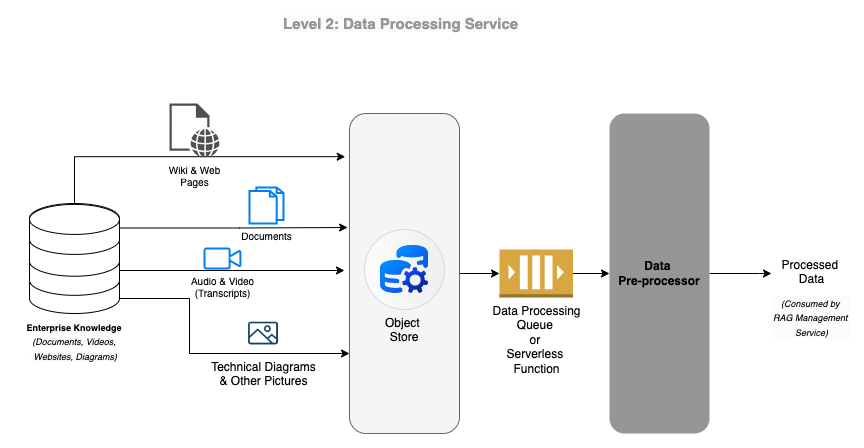 Level 2: Data Processing Service
Wiki & Web
Pages
Documents
Audio & Video
(Transcripts)
Enterprise Knowledge
(Documents, Videos,
Websites, Diagrams)
Technical Diagrams
& Other Pictures
Object
Store
Data Processing
Queue
or
Serverless
Function
Data
Pre-processor
Processed
Data
(Consumed by
RAG Management
Service)